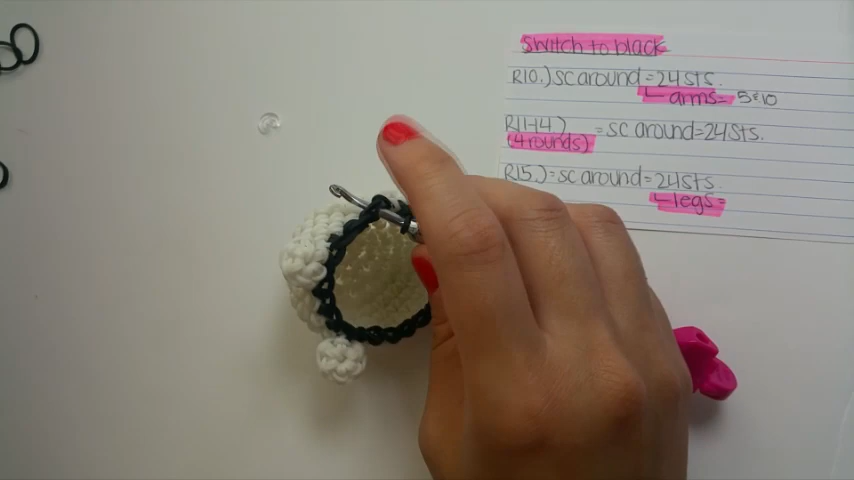 Switch to black
R10.) sc around = 24 sts.
↳ arms = 5 & 10
R11-14) = sc around = 24 sts.
(4 rounds)
R15.) = sc around = 24 sts.
↳ legs =